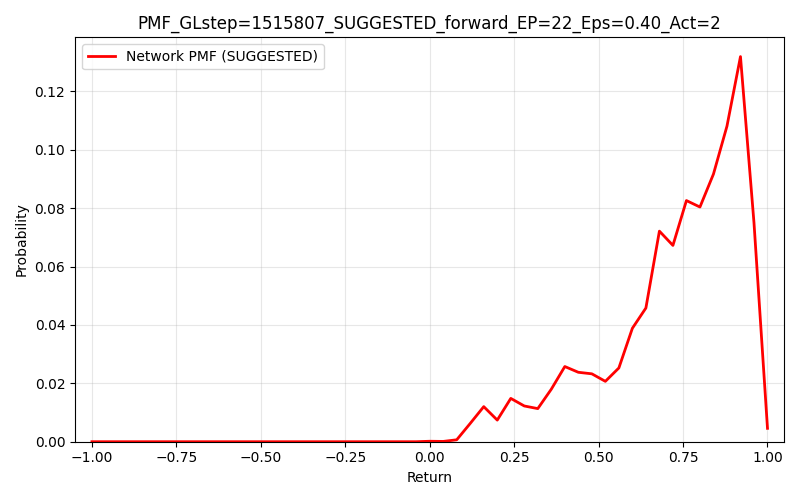 PMF_GLstep=1515807_SUGGESTED_forward_EP=22_Eps=0.40_Act=2
Network PMF (SUGGESTED)
Probability
0.12
0.10
0.08
0.06
0.04
0.02
0.00
−1.00 −0.75 −0.50 −0.25 0.00 0.25 0.50 0.75 1.00
Return